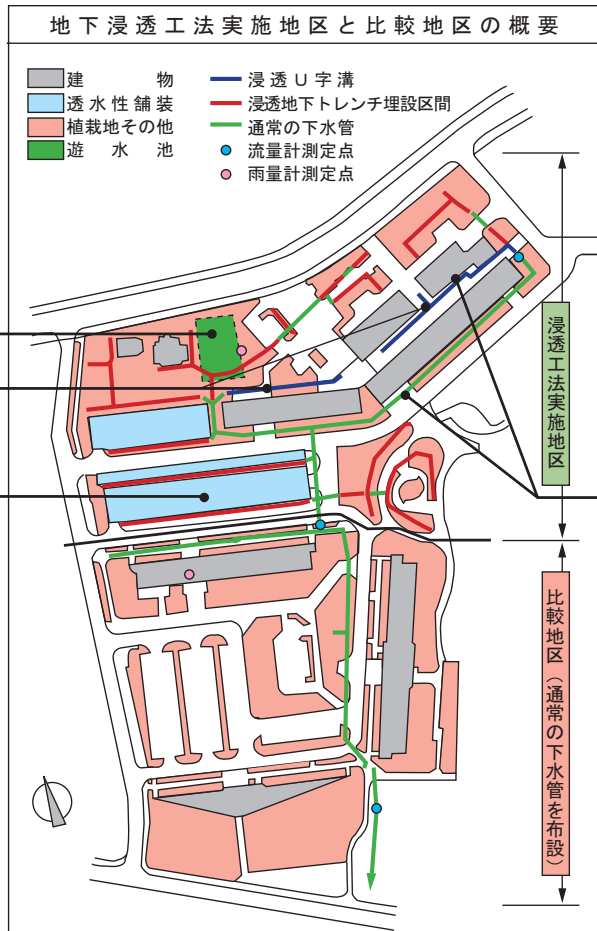 地下浸透工法実施地区と比較地区の概要
建物
透水性舗装
植栽地その他
遊水池
浸透U字溝
浸透地下トレンチ埋設区間
通常の下水管
流量計測定点
雨量計測定点
浸透工法実施地区
比較地区(通常の下水管を布設)